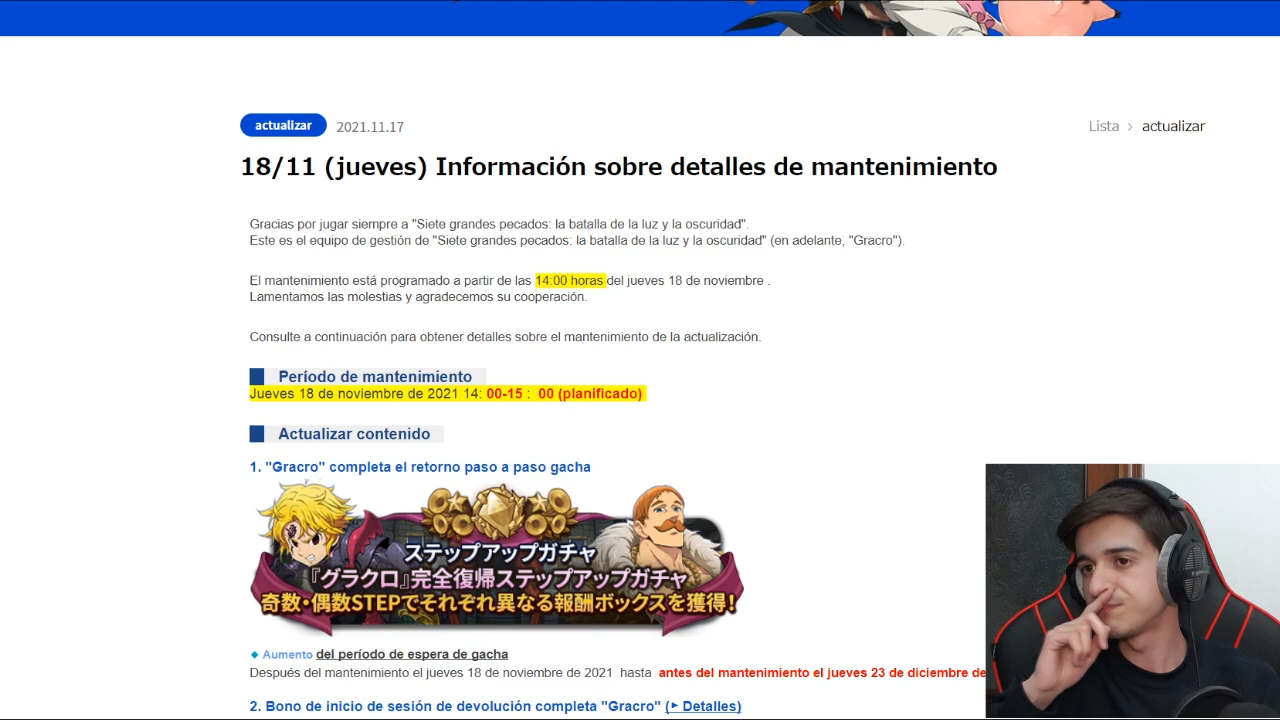 actualizar 2021.11.17 Lista › actualizar
18/11 (jueves) Información sobre detalles de mantenimiento
Gracias por jugar siempre a "Siete grandes pecados: la batalla de la luz y la oscuridad".
Este es el equipo de gestión de "Siete grandes pecados: la batalla de la luz y la oscuridad" (en adelante, "Gracro").
El mantenimiento está programado a partir de las 14:00 horas del jueves 18 de noviembre .
Lamentamos las molestias y agradecemos su cooperación.
Consulte a continuación para obtener detalles sobre el mantenimiento de la actualización.
Período de mantenimiento
Jueves 18 de noviembre de 2021 14: 00-15 : 00 (planificado)
Actualizar contenido
1. "Gracro" completa el retorno paso a paso gacha
ステップアップガチャ
『グラクロ』完全復帰ステップアップガチャ
奇数・偶数STEPでそれぞれ異なる報酬ボックスを獲得!
◆ Aumento del período de espera de gacha
Después del mantenimiento el jueves 18 de noviembre de 2021 hasta antes del mantenimiento el jueves 23 de diciembre de
2. Bono de inicio de sesión de devolución completa "Gracro" (► Detalles)